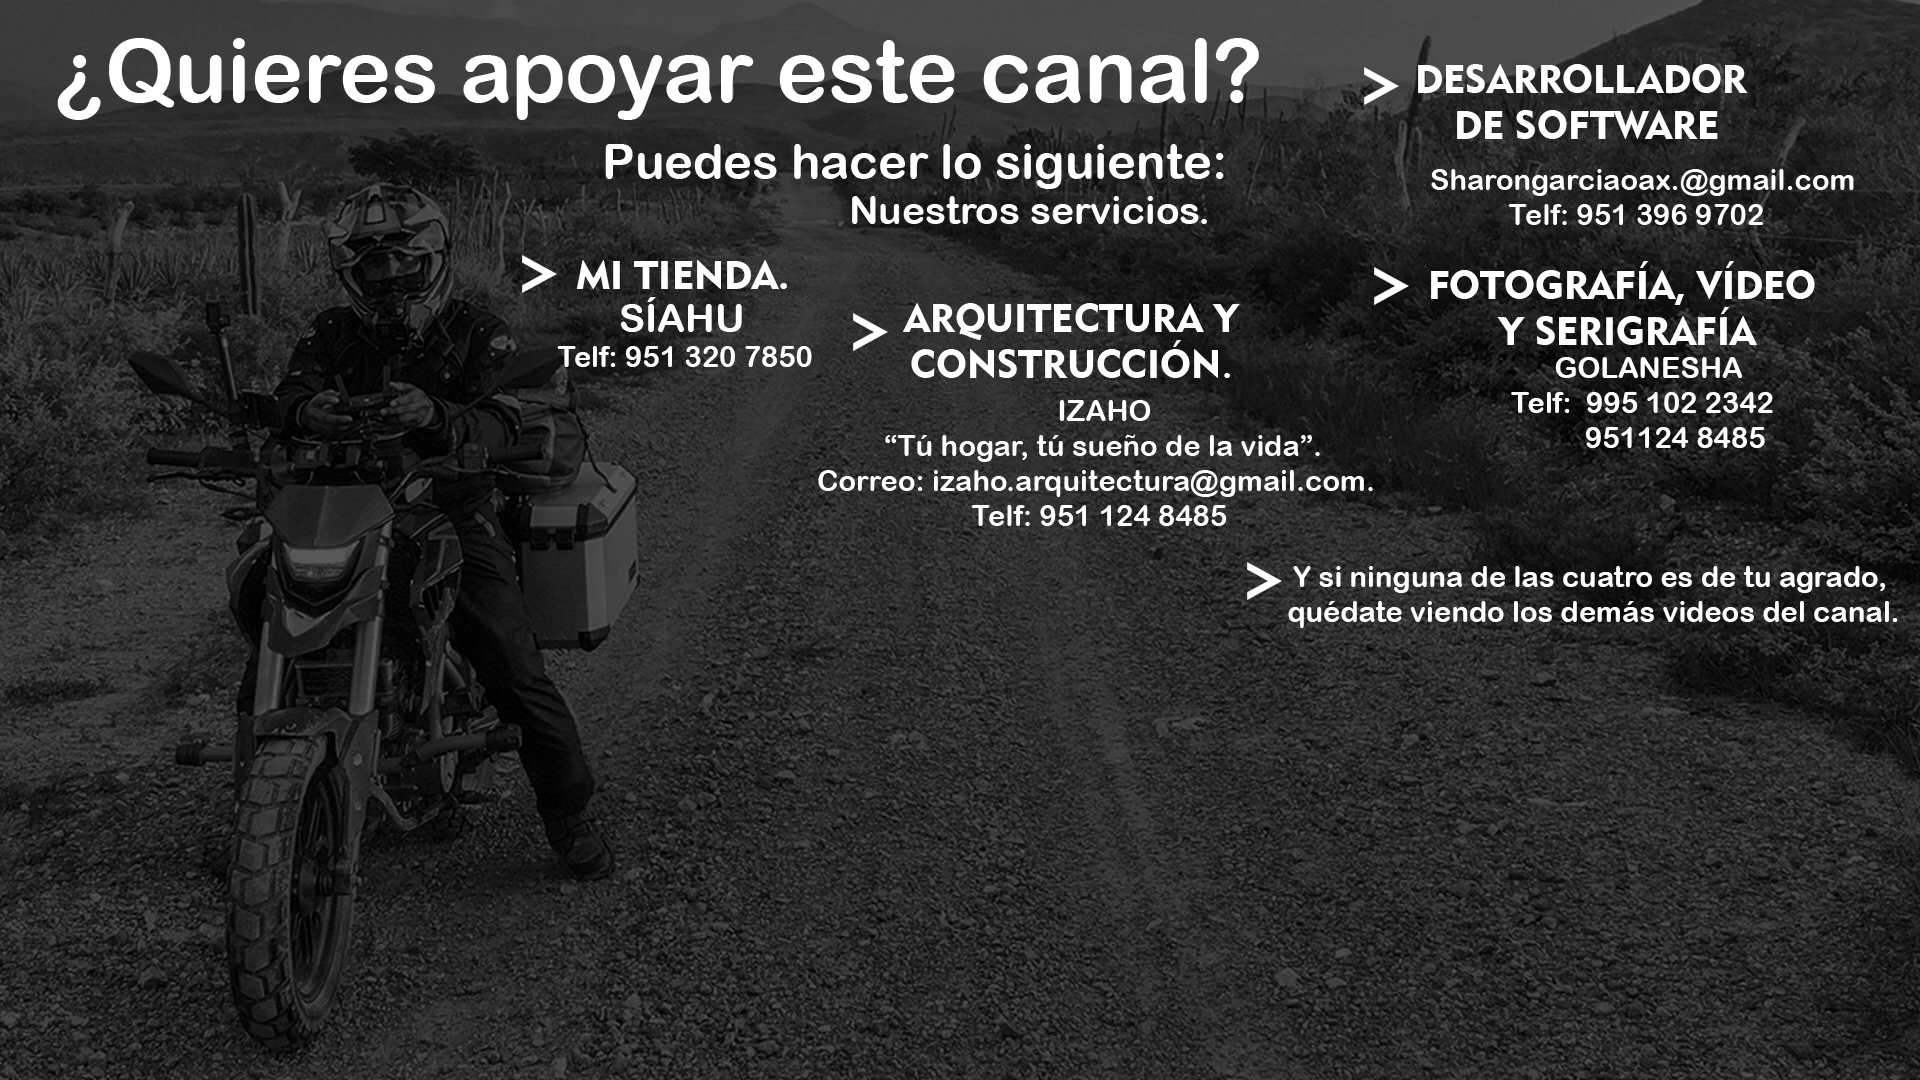 ¿Quieres apoyar este canal?
Puedes hacer lo siguiente:
Nuestros servicios.
> MI TIENDA.
SÍAHU
Telf: 951 320 7850
> ARQUITECTURA Y
CONSTRUCCIÓN.
IZAHO
“Tú hogar, tú sueño de la vida”.
Correo: izaho.arquitectura@gmail.com.
Telf: 951 124 8485
> DESARROLLADOR
DE SOFTWARE
Sharongarciaoax.@gmail.com
Telf: 951 396 9702
> FOTOGRAFÍA, VÍDEO
Y SERIGRAFÍA
GOLANESHA
Telf: 995 102 2342
951124 8485
> Y si ninguna de las cuatro es de tu agrado,
quédate viendo los demás videos del canal.